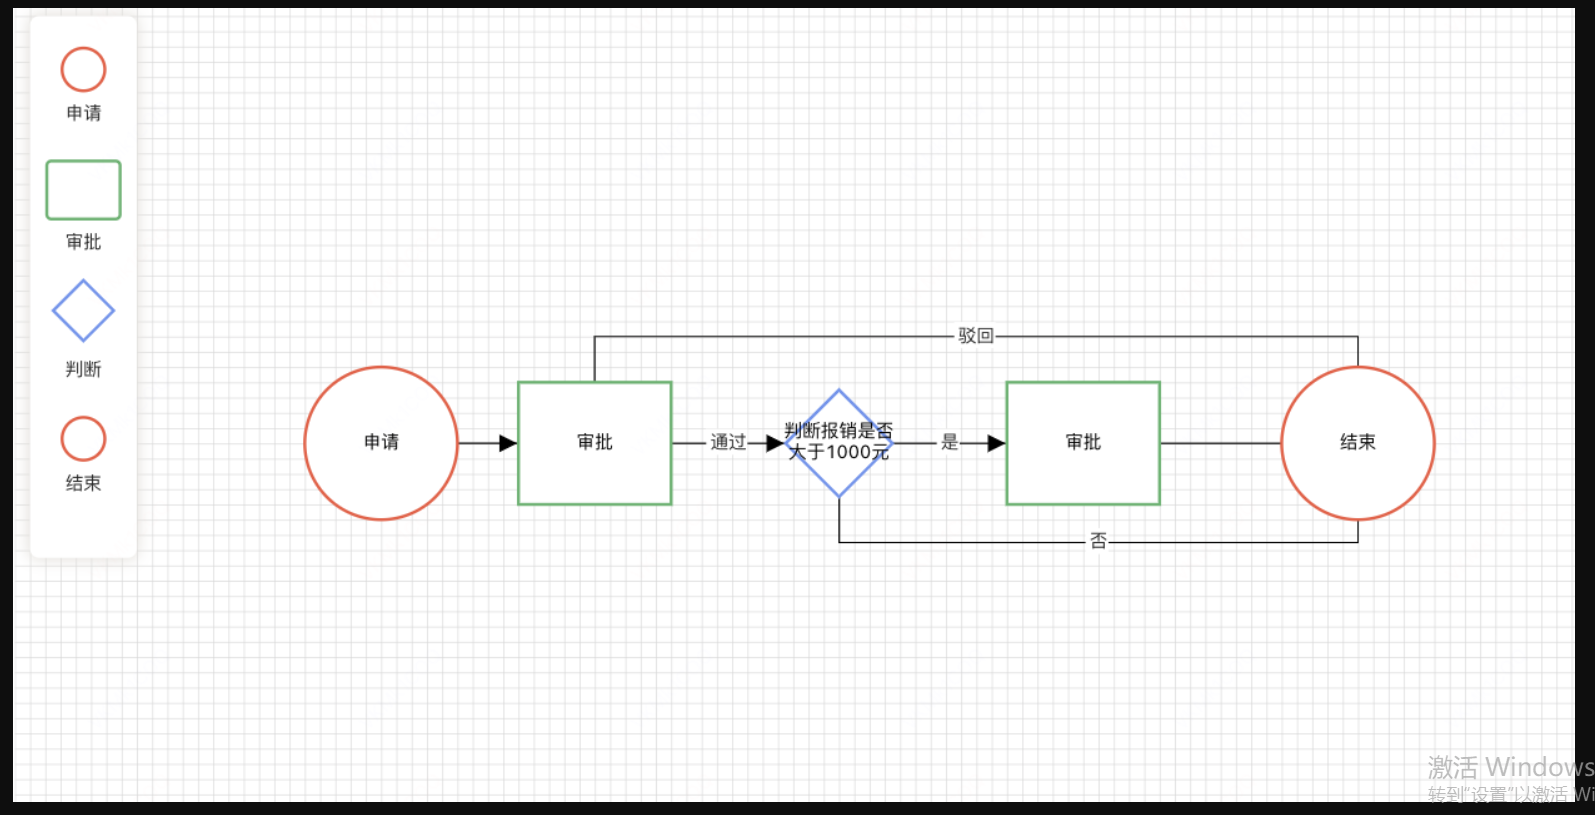 申请
审批
判断
结束
驳回
申请
审批
通过
判断报销是否
大于1000元
是
审批
结束
否
激活 Windows
转到"设置"以激活 Wi